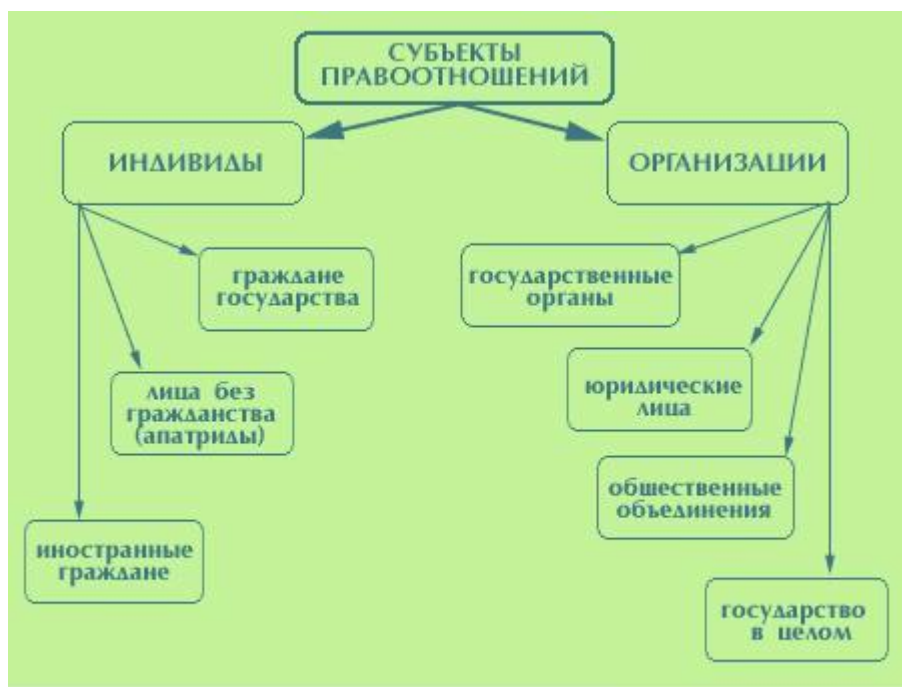 СУБЪЕКТЫ
ПРАВООТНОШЕНИЙ
ИНДИВИДЫ
ОРГАНИЗАЦИИ
граждане
государства
государственные
органы
лица без
гражданства
(апатриды)
юридические
лица
обшественные
объединения
иностранные
граждане
государство
в целом